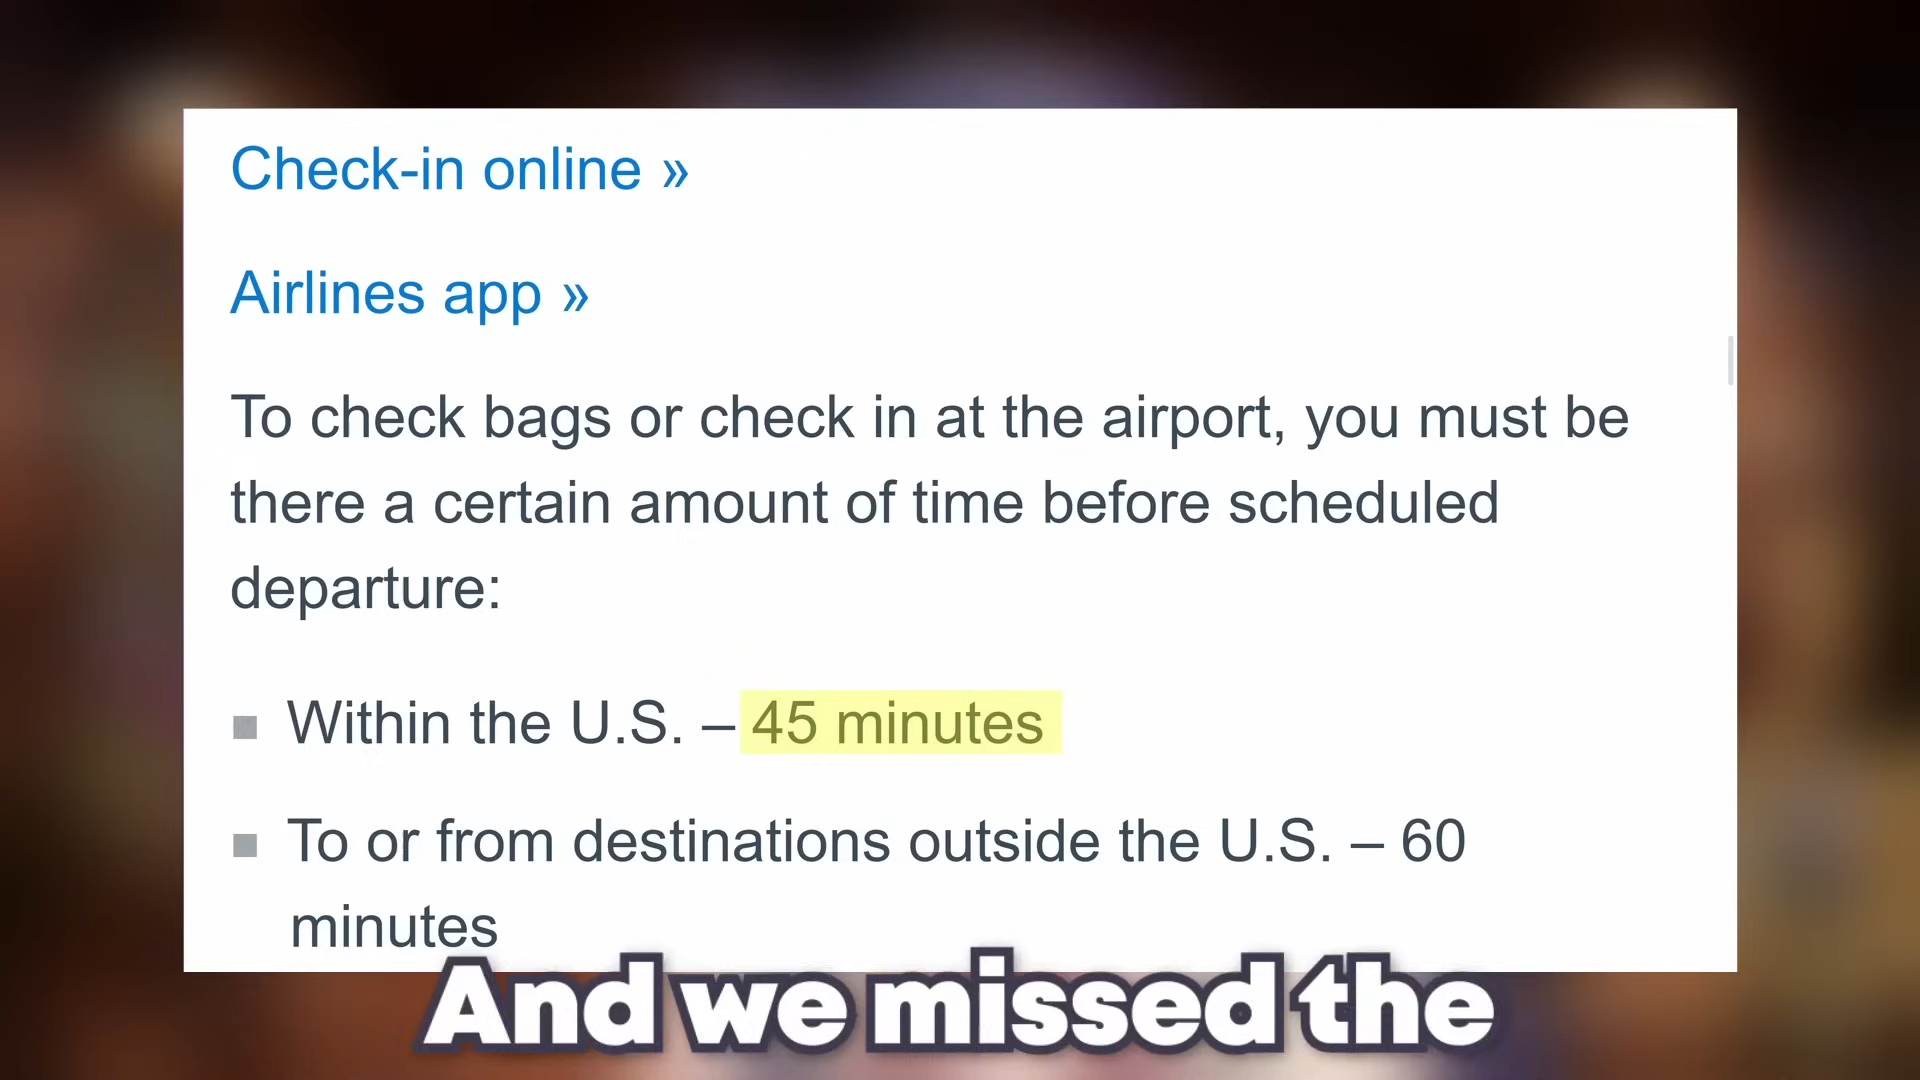 Check-in online »
Airlines app »
To check bags or check in at the airport, you must be
there a certain amount of time before scheduled
departure:
■ Within the U.S. – 45 minutes
■ To or from destinations outside the U.S. – 60
minutes
And we missed the